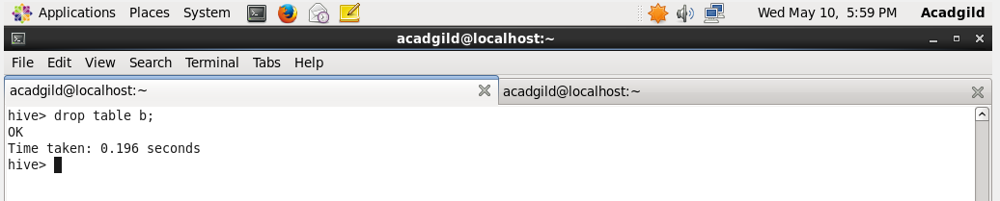 Applications Places System Wed May 10, 5:59 PM Acadgild
acadgild@localhost:~
File Edit View Search Terminal Tabs Help
acadgild@localhost:~ acadgild@localhost:~
hive> drop table b;
OK
Time taken: 0.196 seconds
hive>